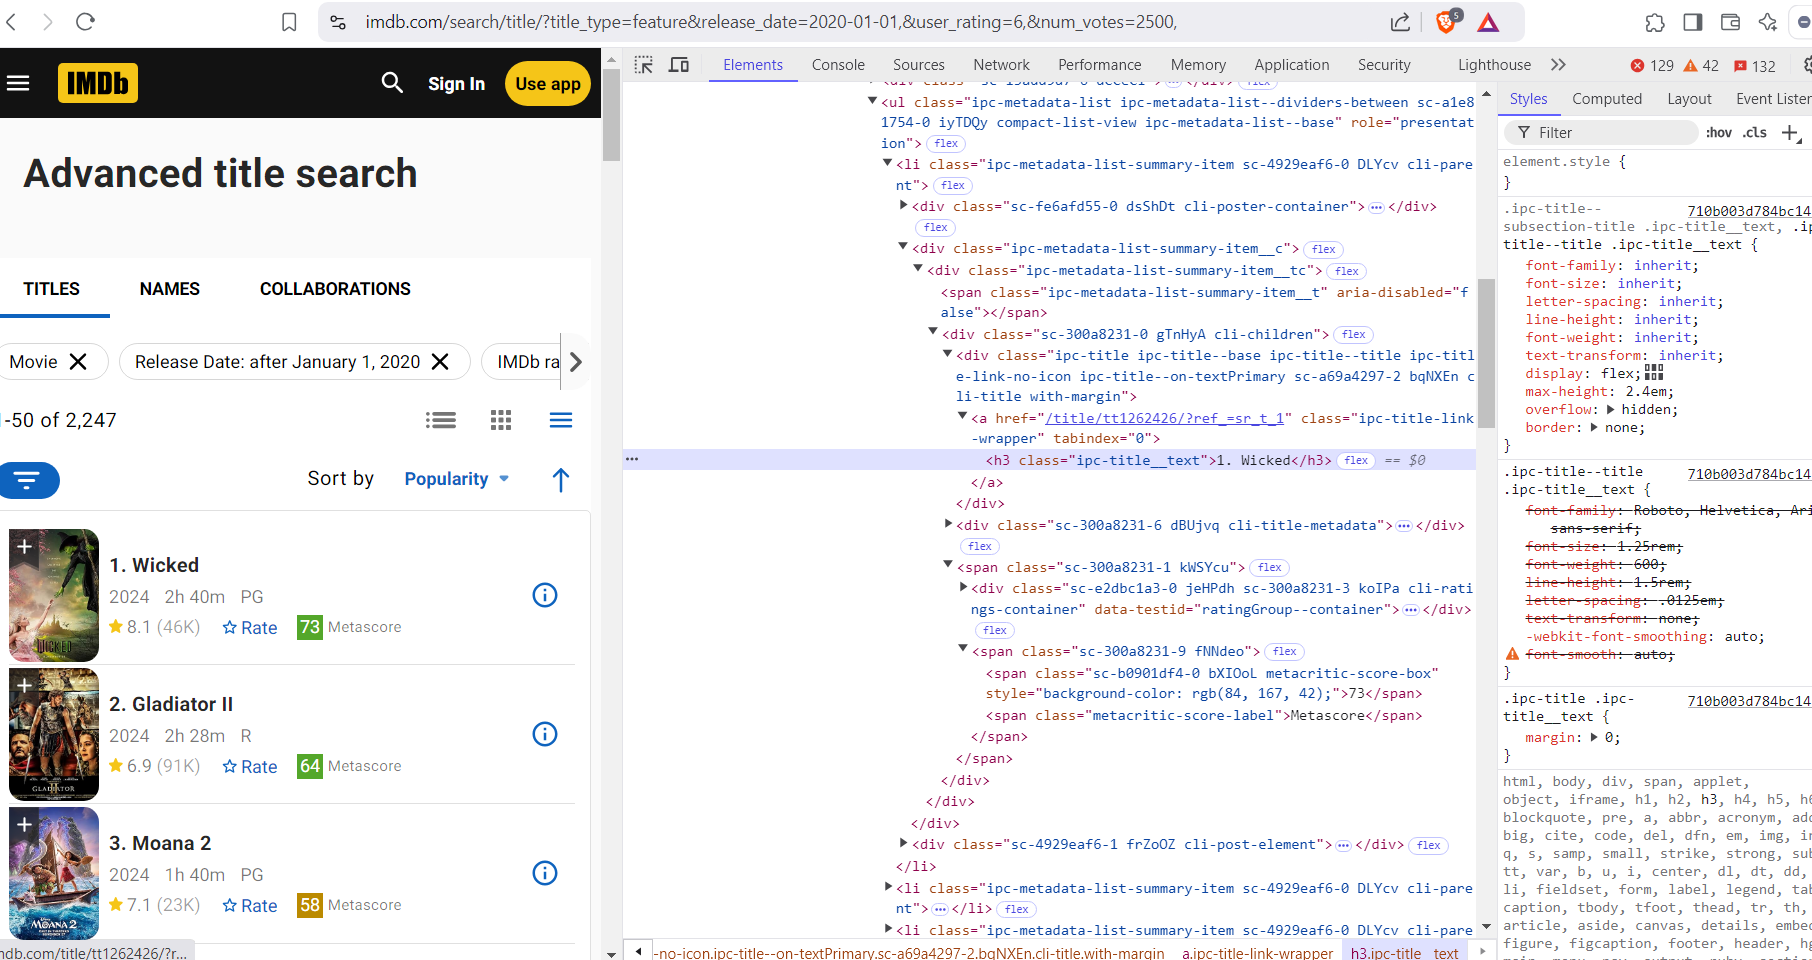 imdb.com/search/title/?title_type=feature&release_date=2020-01-01,&user_rating=6,&num_votes=2500,
5
IMDb
Sign In
Use app
Advanced title search
TITLES
NAMES
COLLABORATIONS
Movie
Release Date: after January 1, 2020
IMDb ra
-50 of 2,247
Sort by
Popularity
1. Wicked
2024 2h 40m PG
8.1 (46K) Rate 73 Metascore
2. Gladiator II
2024 2h 28m R
6.9 (91K) Rate 64 Metascore
3. Moana 2
2024 1h 40m PG
7.1 (23K) Rate 58 Metascore
WICKED
GLADIATOR
MOANA 2
mdb.com/title/tt1262426/?r...
Elements Console Sources Network Performance Memory Application Security Lighthouse
129 42 132
<ul class="ipc-metadata-list ipc-metadata-list--dividers-between sc-a1e8
1754-0 iyTDQy compact-list-view ipc-metadata-list--base" role="presentat
ion"> flex
<li class="ipc-metadata-list-summary-item sc-4929eaf6-0 DLYcv cli-pare
nt"> flex
<div class="sc-fe6afd55-0 dsShDt cli-poster-container"> ••• </div>
flex
<div class="ipc-metadata-list-summary-item__c"> flex
<div class="ipc-metadata-list-summary-item__tc"> flex
<span class="ipc-metadata-list-summary-item__t" aria-disabled="f
alse"></span>
<div class="sc-300a8231-0 gTnHyA cli-children"> flex
<div class="ipc-title ipc-title--base ipc-title--title ipc-titl
e-link-no-icon ipc-title--on-textPrimary sc-a69a4297-2 bqNXEn c
li-title with-margin">
<a href="/title/tt1262426/?ref_=sr_t_1" class="ipc-title-link
-wrapper" tabindex="0">
<h3 class="ipc-title__text">1. Wicked</h3> flex == $0
</a>
</div>
<div class="sc-300a8231-6 dBUjvq cli-title-metadata"> ••• </div>
flex
<span class="sc-300a8231-1 kWSYcu"> flex
<div class="sc-e2dbc1a3-0 jeHPdh sc-300a8231-3 koIPa cli-rati
ngs-container" data-testid="ratingGroup--container"> ••• </div>
flex
<span class="sc-300a8231-9 fNNdeo"> flex
<span class="sc-b0901df4-0 bXIOoL metacritic-score-box"
style="background-color: rgb(84, 167, 42);">73</span>
<span class="metacritic-score-label">Metascore</span>
</span>
</span>
</div>
</div>
</div>
<div class="sc-4929eaf6-1 frZoOZ cli-post-element"> ••• </div> flex
</li>
<li class="ipc-metadata-list-summary-item sc-4929eaf6-0 DLYcv cli-pare
nt"> ••• </li> flex
<li class="ipc-metadata-list-summary-item sc-4929eaf6-0 DLYcv cli-pare
-no-icon.ipc-title--on-textPrimary.sc-a69a4297-2.bqNXEn.cli-title.with-margin a.ipc-title-link-wrapper h3.ipc-title__text
Styles Computed Layout Event Listen
Filter :hov .cls
element.style {
}
.ipc-title-- 710b003d784bc14
subsection-title .ipc-title__text, .ip
title--title .ipc-title__text {
font-family: inherit;
font-size: inherit;
letter-spacing: inherit;
line-height: inherit;
font-weight: inherit;
text-transform: inherit;
display: flex;
max-height: 2.4em;
overflow: hidden;
border: none;
}
.ipc-title--title 710b003d784bc14
.ipc-title__text {
font-family: Roboto, Helvetica, Ari
sans-serif;
font-size: 1.25rem;
font-weight: 600;
line-height: 1.5rem;
letter-spacing: .0125em;
text-transform: none;
-webkit-font-smoothing: auto;
font-smooth: auto;
}
.ipc-title .ipc- 710b003d784bc14
title__text {
margin: 0;
}
html, body, div, span, applet,
object, iframe, h1, h2, h3, h4, h5, h6
blockquote, pre, a, abbr, acronym, add
big, cite, code, del, dfn, em, img, in
q, s, samp, small, strike, strong, sub
tt, var, b, u, i, center, dl, dt, dd,
li, fieldset, form, label, legend, tab
caption, tbody, tfoot, thead, tr, th,
article, aside, canvas, details, embed
figure, figcaption, footer, header, hg